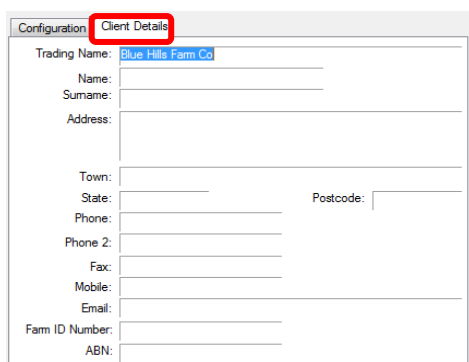 Configuration Client Details
Trading Name: Blue Hills Farm Co
Name:
Surname:
Address:
Town:
State: Postcode:
Phone:
Phone 2:
Fax:
Mobile:
Email:
Farm ID Number:
ABN: